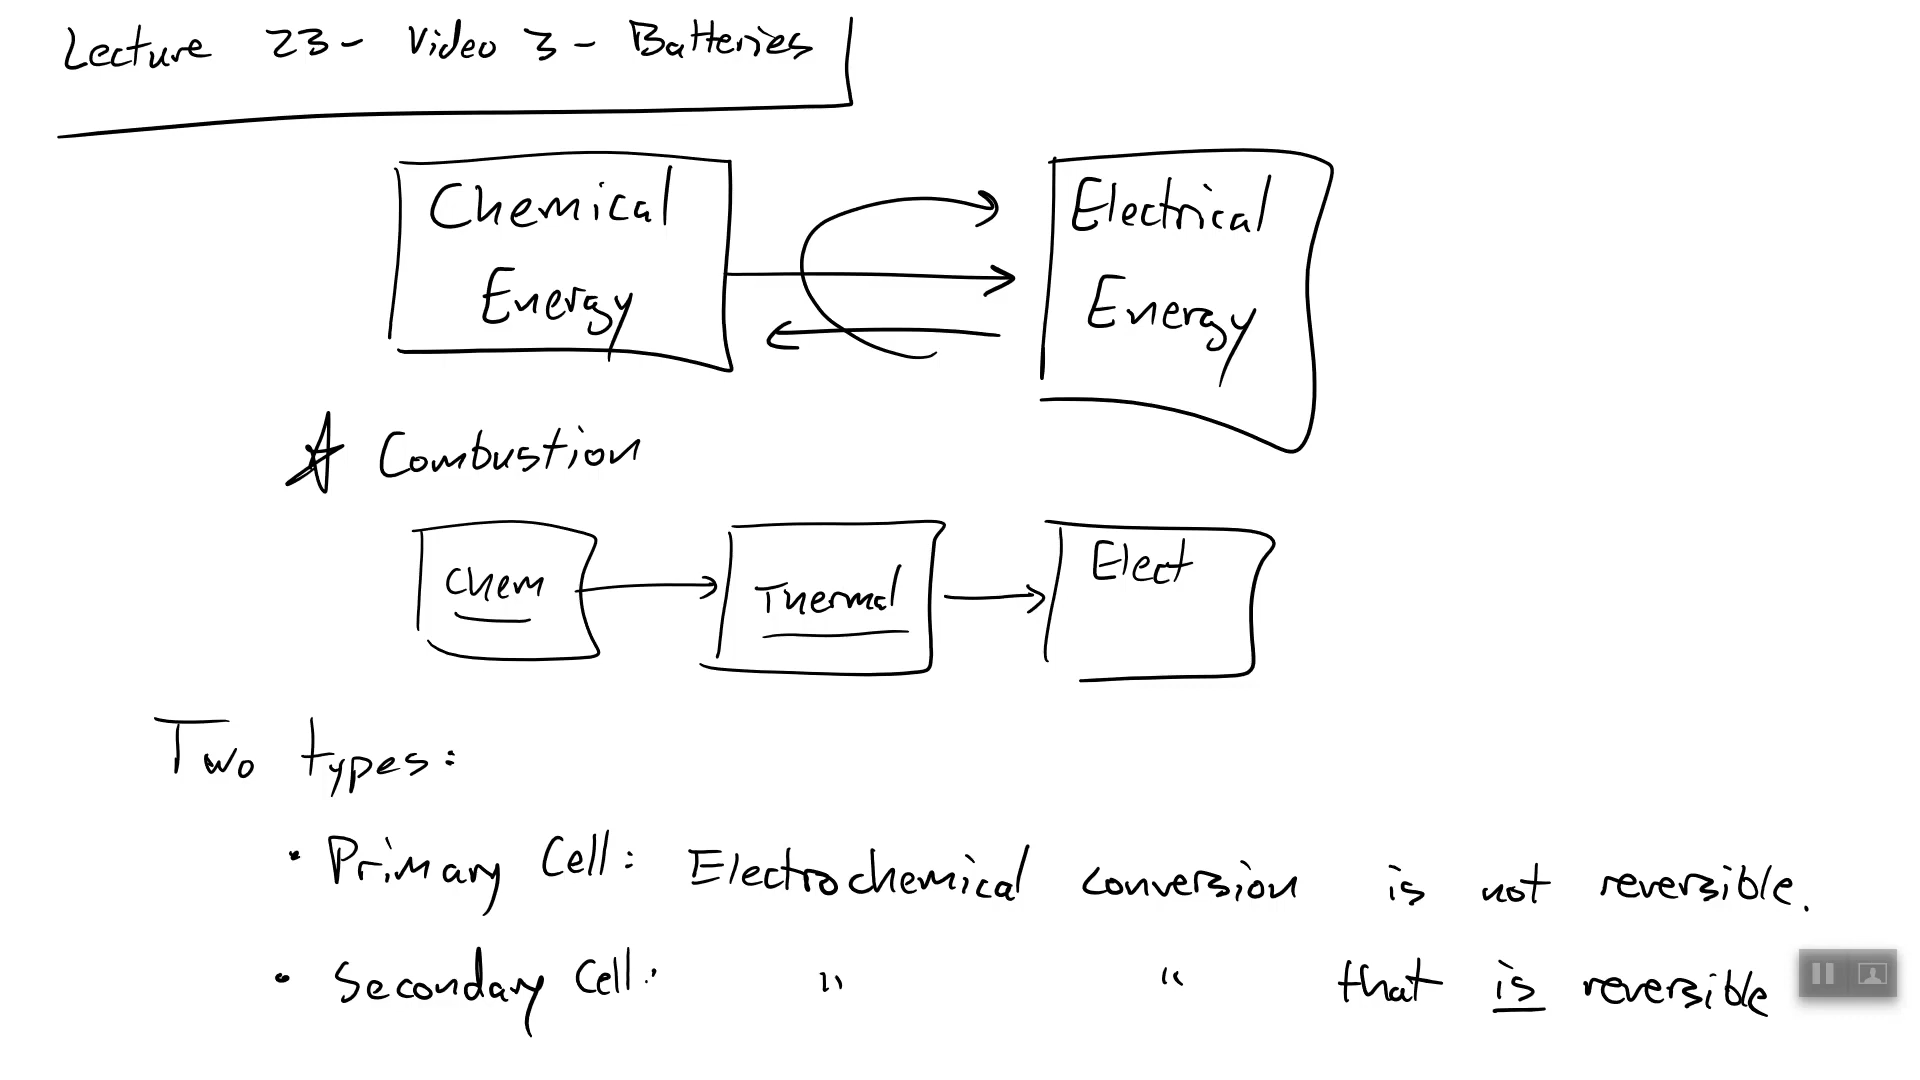 Lecture 23 - Video 3 - Batteries
Chemical
Energy
Electrical
Energy
Combustion
Chem
Thermal
Elect
Two types:
• Primary Cell: Electrochemical conversion is not reversible.
• Secondary Cell: " " that is reversible